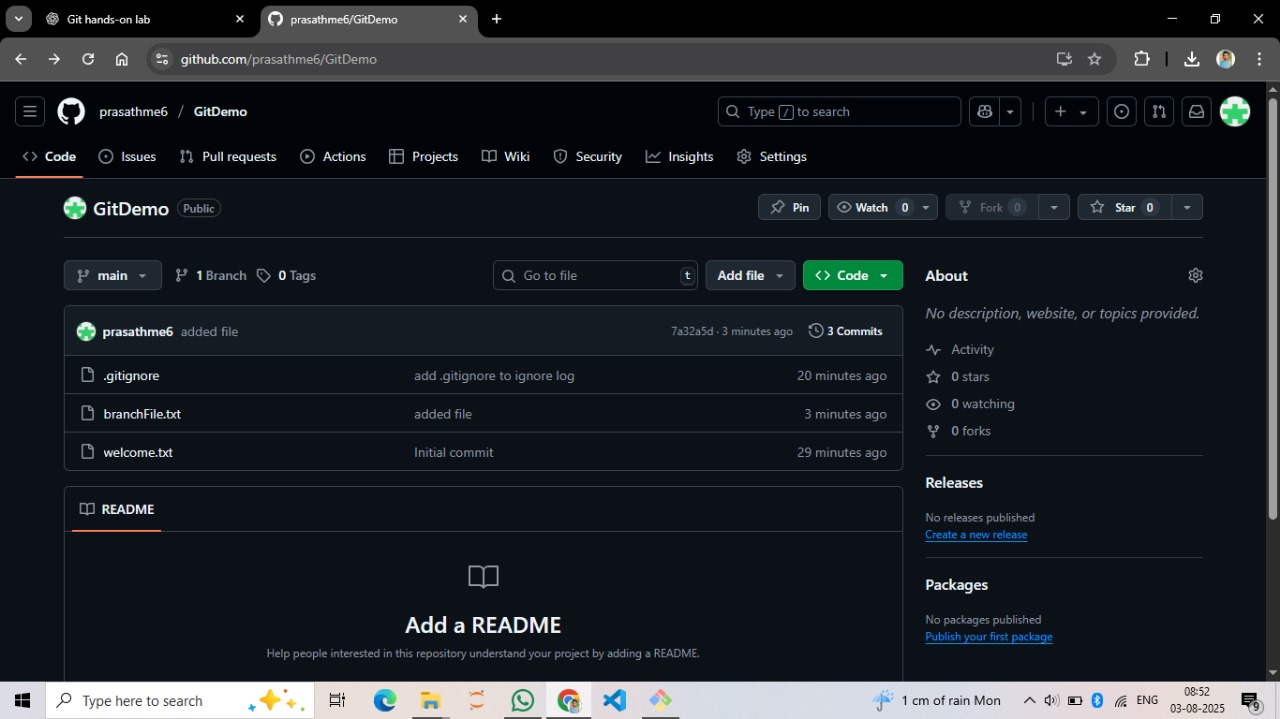 Git hands-on lab
prasathme6/GitDemo
github.com/prasathme6/GitDemo
prasathme6 / GitDemo
Type / to search
Code Issues Pull requests Actions Projects Wiki Security Insights Settings
GitDemo Public
Pin Watch 0 Fork 0 Star 0
main 1 Branch 0 Tags Go to file t Add file Code
About
No description, website, or topics provided.
prasathme6 added file 7a32a5d · 3 minutes ago 3 Commits
.gitignore add .gitignore to ignore log 20 minutes ago
branchFile.txt added file 3 minutes ago
welcome.txt Initial commit 29 minutes ago
Activity
0 stars
0 watching
0 forks
README
Releases
No releases published
Create a new release
Add a README
Help people interested in this repository understand your project by adding a README.
Packages
No packages published
Publish your first package
Type here to search
1 cm of rain Mon
ENG
08:52
03-08-2025
9